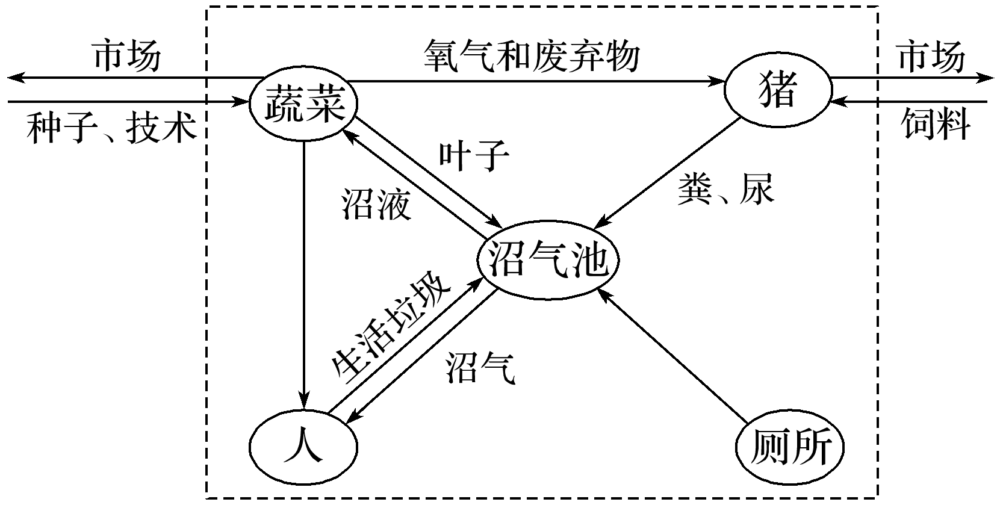 市场
氧气和废弃物
市场
蔬菜
猪
种子、技术
饲料
叶子
粪、尿
沼液
沼气池
生活垃圾
沼气
人
厕所